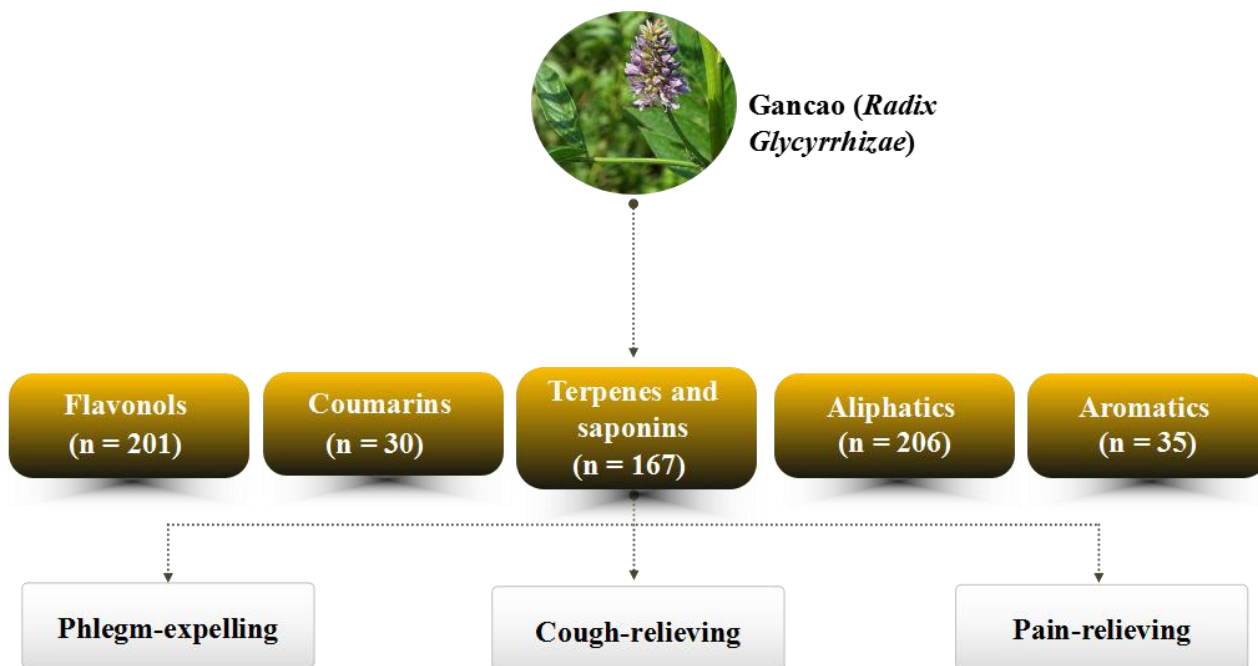 Gancao (Radix
Glycyrrhizae)
Flavonols
(n = 201)
Coumarins
(n = 30)
Terpenes and
saponins
(n = 167)
Aliphatics
(n = 206)
Aromatics
(n = 35)
Phlegm-expelling
Cough-relieving
Pain-relieving